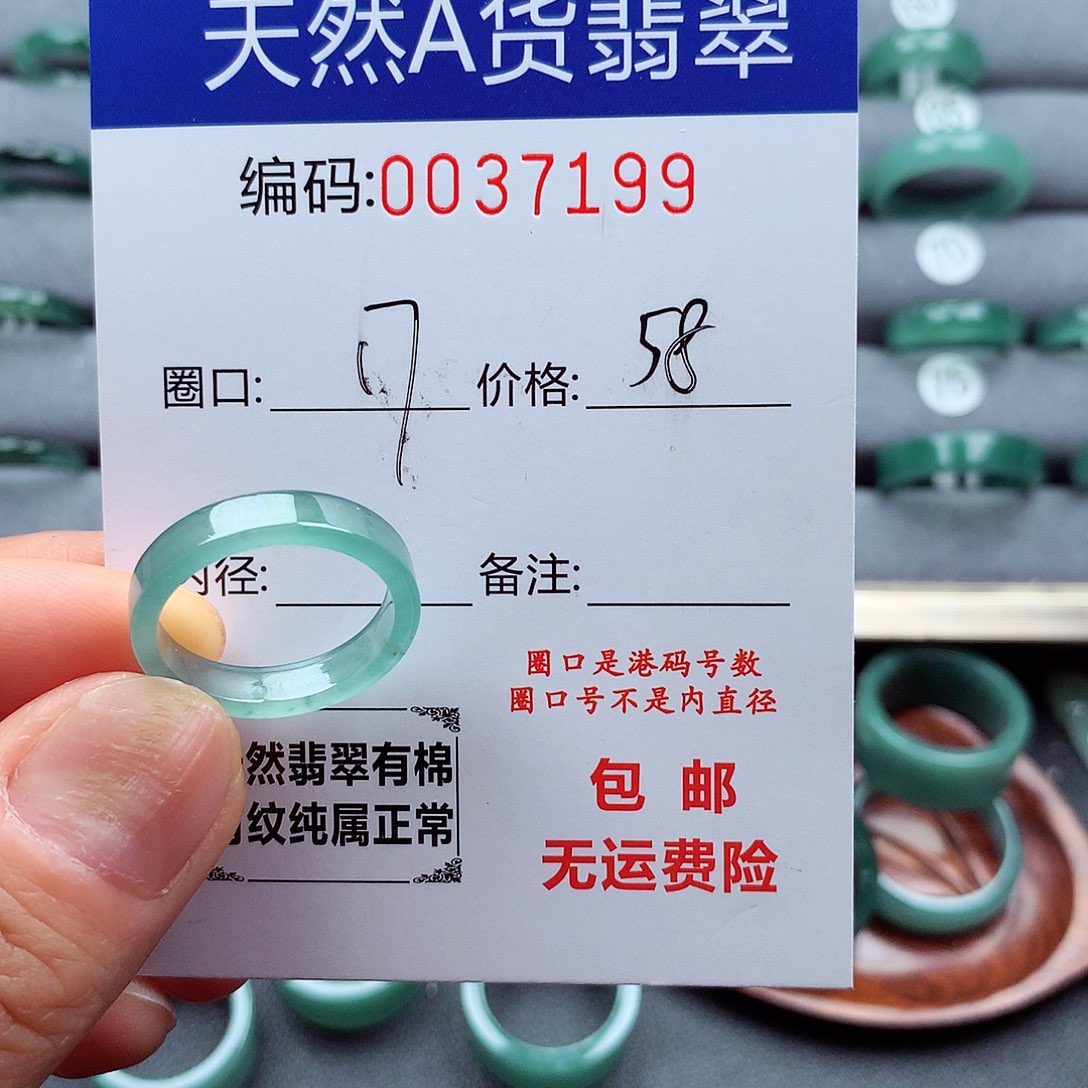 天然A货翡翠
编码:0037199
圈口: 17 价格: 58
内径: 备注:
圈口是港码号数
圈口号不是内直径
然翡翠有棉
纹纯属正常
包 邮
无运费险